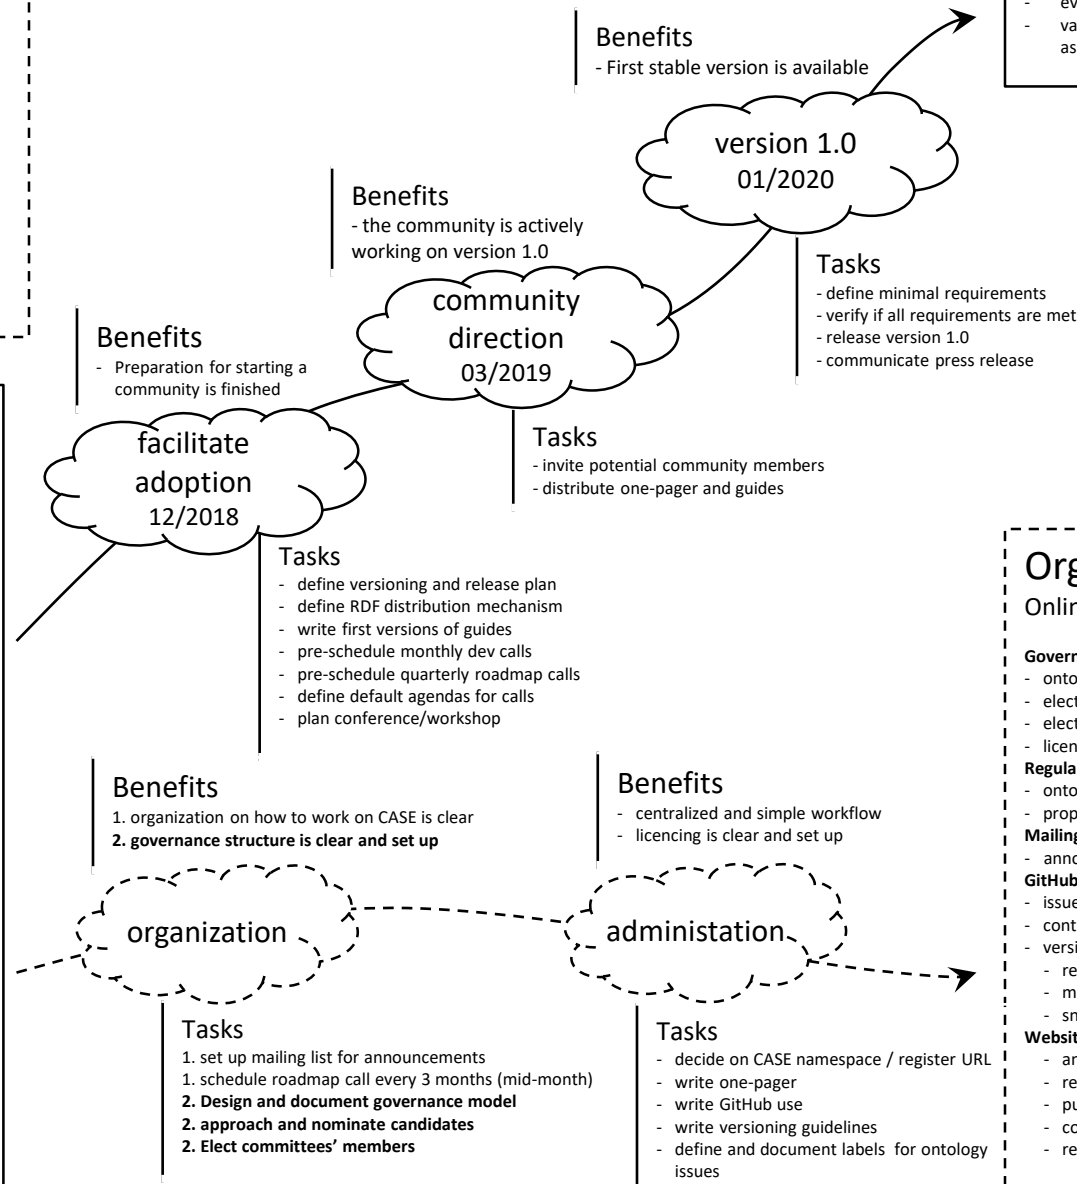 Benefits
- First stable version is available
version 1.0
01/2020
Tasks
- define minimal requirements
- verify if all requirements are met
- release version 1.0
- communicate press release
Benefits
- the community is actively
working on version 1.0
community
direction
03/2019
Tasks
- invite potential community members
- distribute one-pager and guides
Benefits
- Preparation for starting a
community is finished
facilitate
adoption
12/2018
Tasks
- define versioning and release plan
- define RDF distribution mechanism
- write first versions of guides
- pre-schedule monthly dev calls
- pre-schedule quarterly roadmap calls
- define default agendas for calls
- plan conference/workshop
Benefits
1. organization on how to work on CASE is clear
2. governance structure is clear and set up
organization
Tasks
1. set up mailing list for announcements
1. schedule roadmap call every 3 months (mid-month)
2. Design and document governance model
2. approach and nominate candidates
2. Elect committees’ members
Benefits
- centralized and simple workflow
- licencing is clear and set up
administation
Tasks
- decide on CASE namespace / register URL
- write one-pager
- write GitHub use
- write versioning guidelines
- define and document labels for ontology
issues
GitHub